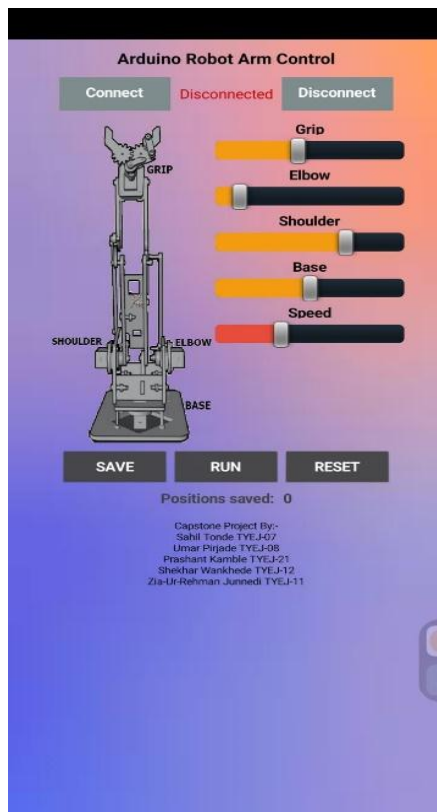 Arduino Robot Arm Control
Connect
Disconnected
Disconnect
Grip
GRIP
Elbow
Shoulder
Base
Speed
SHOULDER
ELBOW
BASE
SAVE
RUN
RESET
Positions saved: 0
Capstone Project By:-
Sahil Tonde TYEJ-07
Umar Pirjade TYEJ-08
Prashant Kamble TYEJ-21
Shekhar Wankhede TYEJ-12
Zia-Ur-Rehman Junnedi TYEJ-11